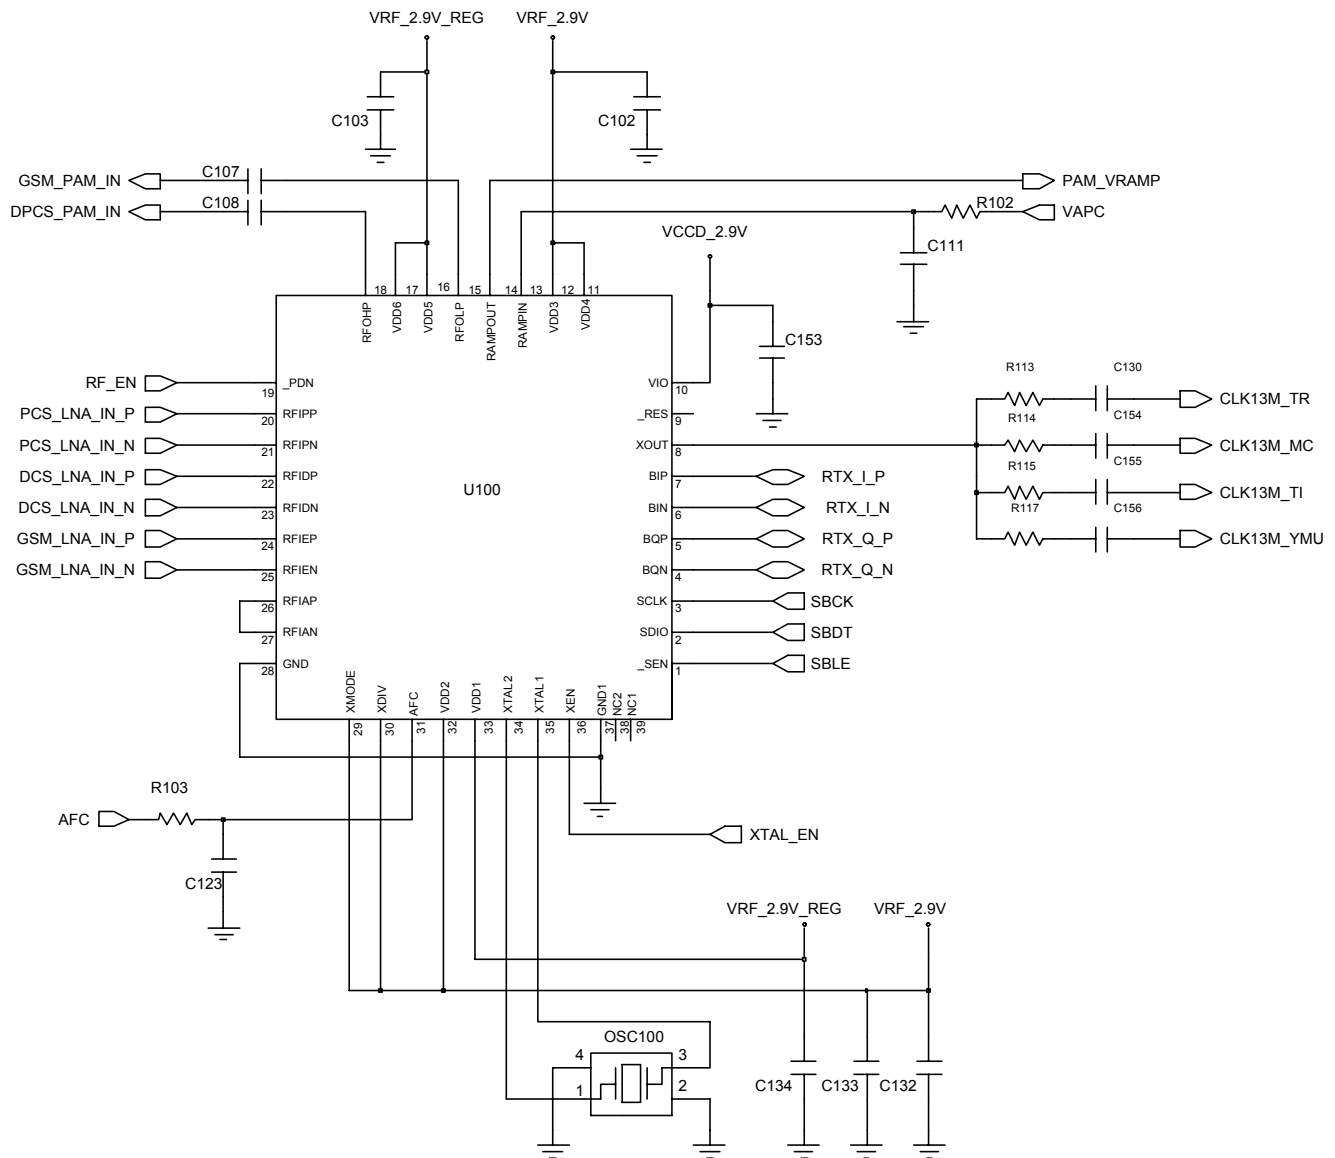 VRF_2.9V_REG VRF_2.9V
C103 C102
GSM_PAM_IN C107 PAM_VRAMP
DPCS_PAM_IN C108 R102 VAPC
VCCD_2.9V C111
18 17 16 15 14 13 12 11
RFOHP VDD6 VDD5 RFOLP RAMPOUT RAMPIN VDD3 VDD4
C153
RF_EN 19 _PDN VIO 10
R113 C130
PCS_LNA_IN_P 20 RFIPP _RES 9 CLK13M_TR
R114 C154
PCS_LNA_IN_N 21 RFIPN XOUT 8 CLK13M_MC
R115 C155
DCS_LNA_IN_P 22 RFIDP BIP 7 RTX_I_P
U100 CLK13M_TI
DCS_LNA_IN_N 23 RFIDN BIN 6 RTX_I_N
R117 C156
GSM_LNA_IN_P 24 RFIEP BQP 5 RTX_Q_P CLK13M_YMU
GSM_LNA_IN_N 25 RFIEN BQN 4 RTX_Q_N
26 RFIAP SCLK 3 SBCK
27 RFIAN SDIO 2 SBDT
28 GND _SEN 1 SBLE
XMODE XDIV AFC VDD2 VDD1 XTAL2 XTAL1 XEN GND1 NC2 NC1
29 30 31 32 33 34 35 36 37 38 39
R103
AFC XTAL_EN
C123
VRF_2.9V_REG VRF_2.9V
OSC100
4 3
1 2
C134 C133 C132